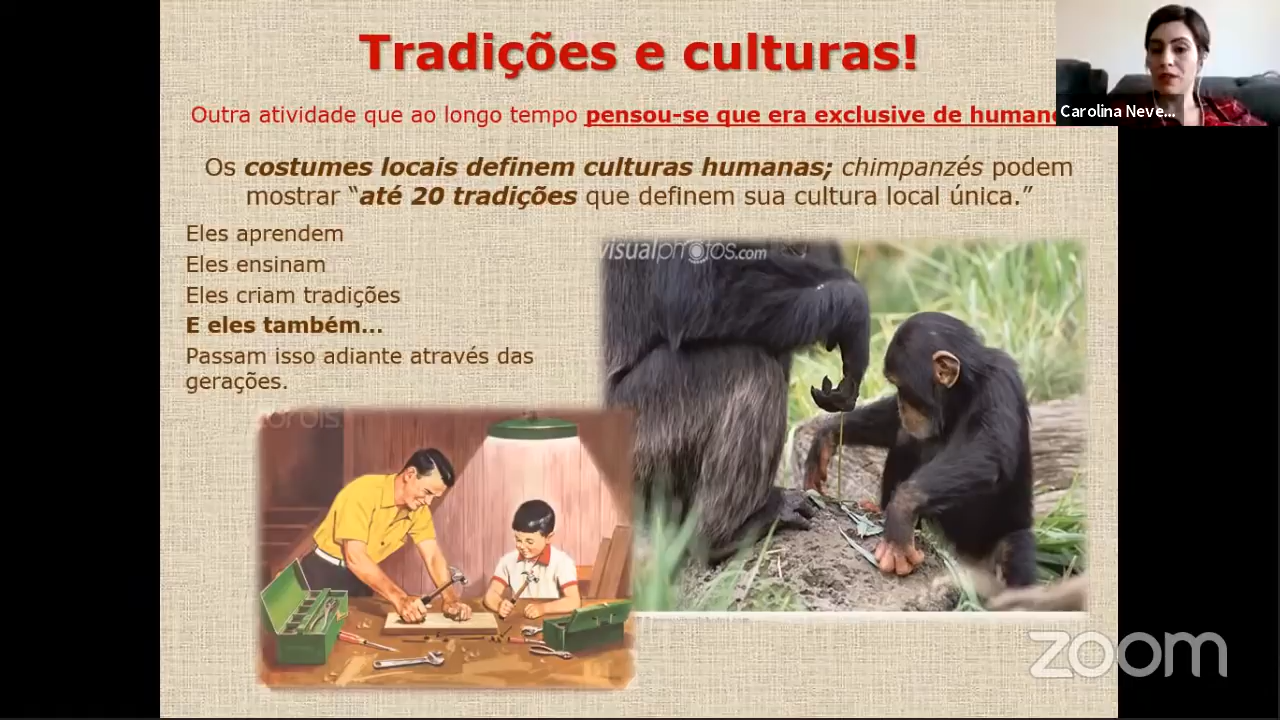 Tradições e culturas!
Outra atividade que ao longo tempo pensou-se que era exclusive de human
Carolina Neve...
Os costumes locais definem culturas humanas; chimpanzés podem
mostrar “até 20 tradições que definem sua cultura local única.”
Eles aprendem
Eles ensinam
Eles criam tradições
E eles também...
Passam isso adiante através das
gerações.
visualphotos.com
zoom